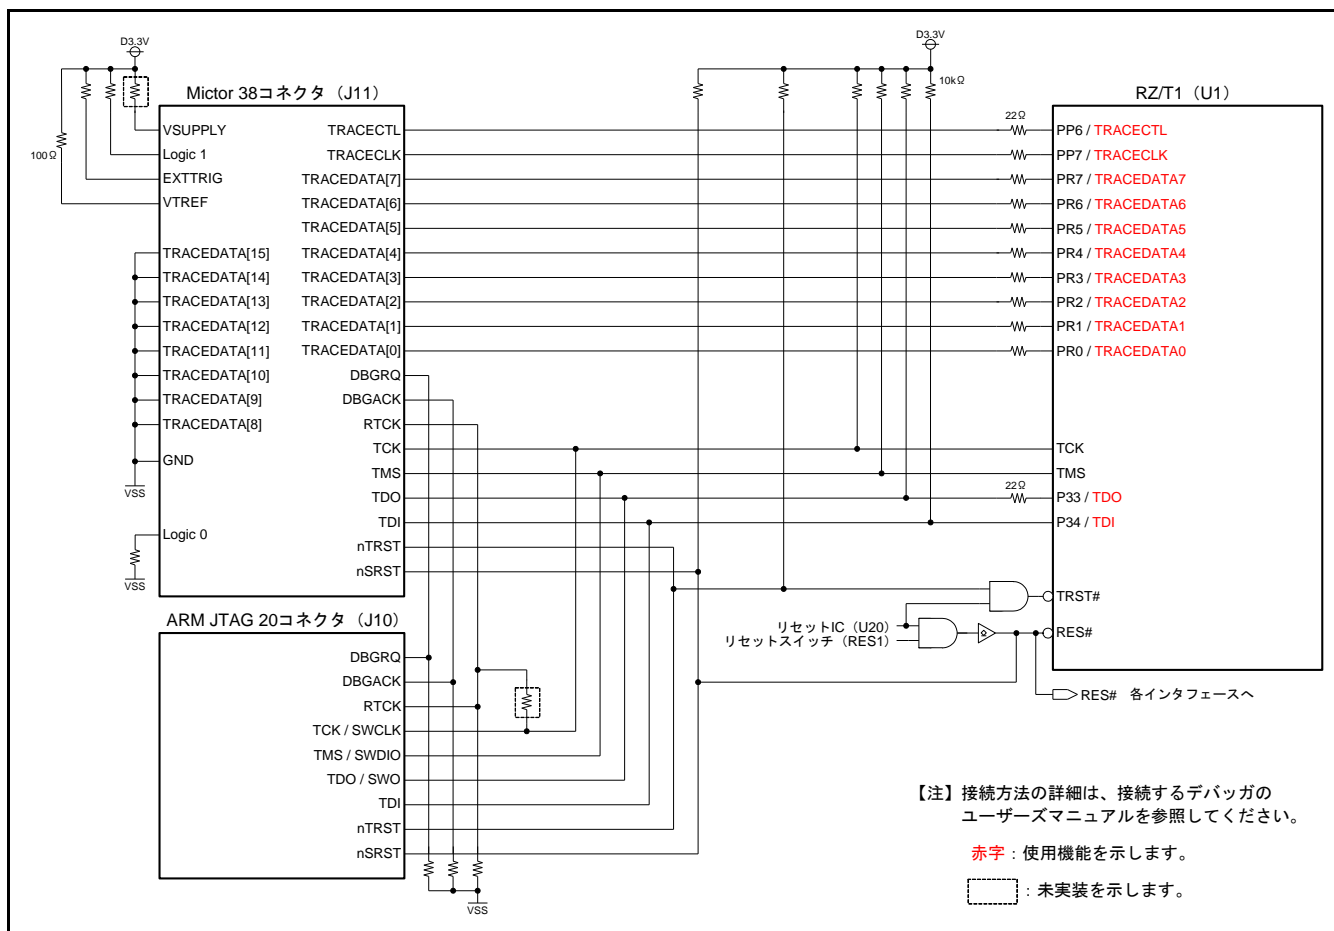 D3.3V
D3.3V
Mictor 38コネクタ（J11）
10kΩ
RZ/T1（U1）
100Ω
VSUPPLY
Logic 1
EXTTRIG
VTREF
TRACEDATA[15]
TRACEDATA[14]
TRACEDATA[13]
TRACEDATA[12]
TRACEDATA[11]
TRACEDATA[10]
TRACEDATA[9]
TRACEDATA[8]
GND
VSS
Logic 0
VSS
TRACECTL
TRACECLK
TRACEDATA[7]
TRACEDATA[6]
TRACEDATA[5]
TRACEDATA[4]
TRACEDATA[3]
TRACEDATA[2]
TRACEDATA[1]
TRACEDATA[0]
DBGRQ
DBGACK
RTCK
TCK
TMS
TDO
TDI
nTRST
nSRST
22Ω
PP6 / TRACECTL
PP7 / TRACECLK
PR7 / TRACEDATA7
PR6 / TRACEDATA6
PR5 / TRACEDATA5
PR4 / TRACEDATA4
PR3 / TRACEDATA3
PR2 / TRACEDATA2
PR1 / TRACEDATA1
PR0 / TRACEDATA0
TCK
TMS
22Ω
P33 / TDO
P34 / TDI
TRST#
RES#
リセットIC（U20）
リセットスイッチ（RES1）
RES# 各インタフェースへ
ARM JTAG 20コネクタ（J10）
DBGRQ
DBGACK
RTCK
TCK / SWCLK
TMS / SWDIO
TDO / SWO
TDI
nTRST
nSRST
VSS
【注】接続方法の詳細は、接続するデバッガの
ユーザーズマニュアルを参照してください。
赤字：使用機能を示します。
：未実装を示します。